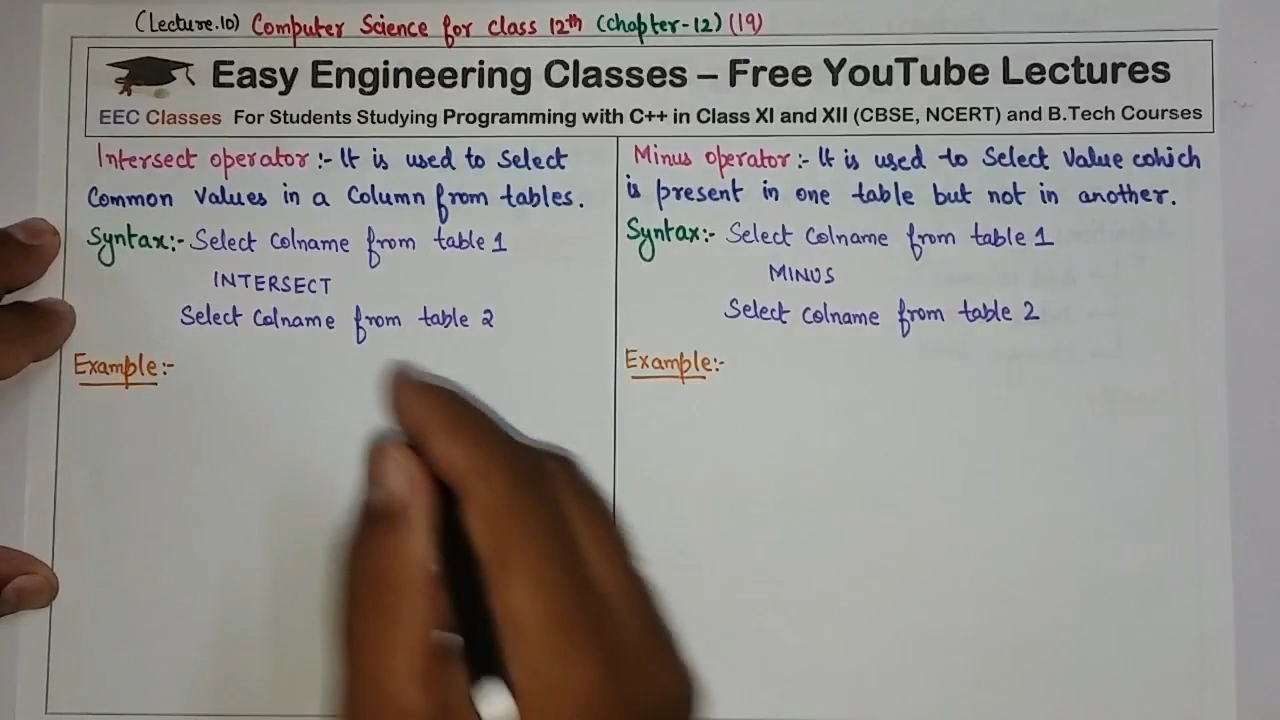 (Lecture.10) Computer Science for class 12th (chapter-12) (19)
Easy Engineering Classes – Free YouTube Lectures
EEC Classes For Students Studying Programming with C++ in Class XI and XII (CBSE, NCERT) and B.Tech Courses
Intersect operator :- It is used to Select
Common Values in a Column from tables.
Syntax:- Select Colname from table 1
INTERSECT
Select Colname from table 2
Example:-
Minus operator :- It is used to Select Value which
is present in one table but not in another.
Syntax:- Select Colname from table 1
MINUS
Select Colname from table 2
Example:-